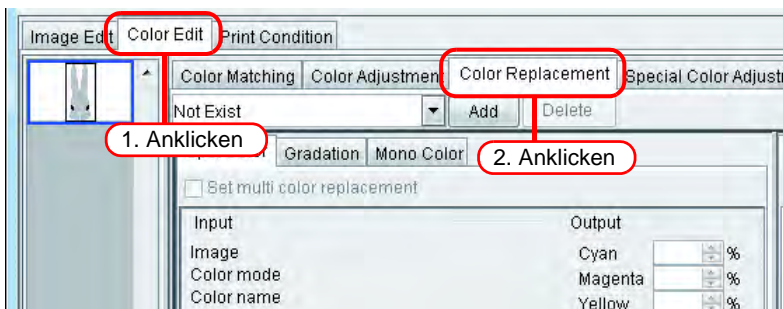 Image Edit Color Edit Print Condition
Color Matching Color Adjustment Color Replacement Special Color
Not Exist Add Delete
1. Anklicken
Gradation Mono Color
2. Anklicken
Set multi color replacement
Input Output
Image Cyan %
Color mode Magenta %
Color name Yellow %